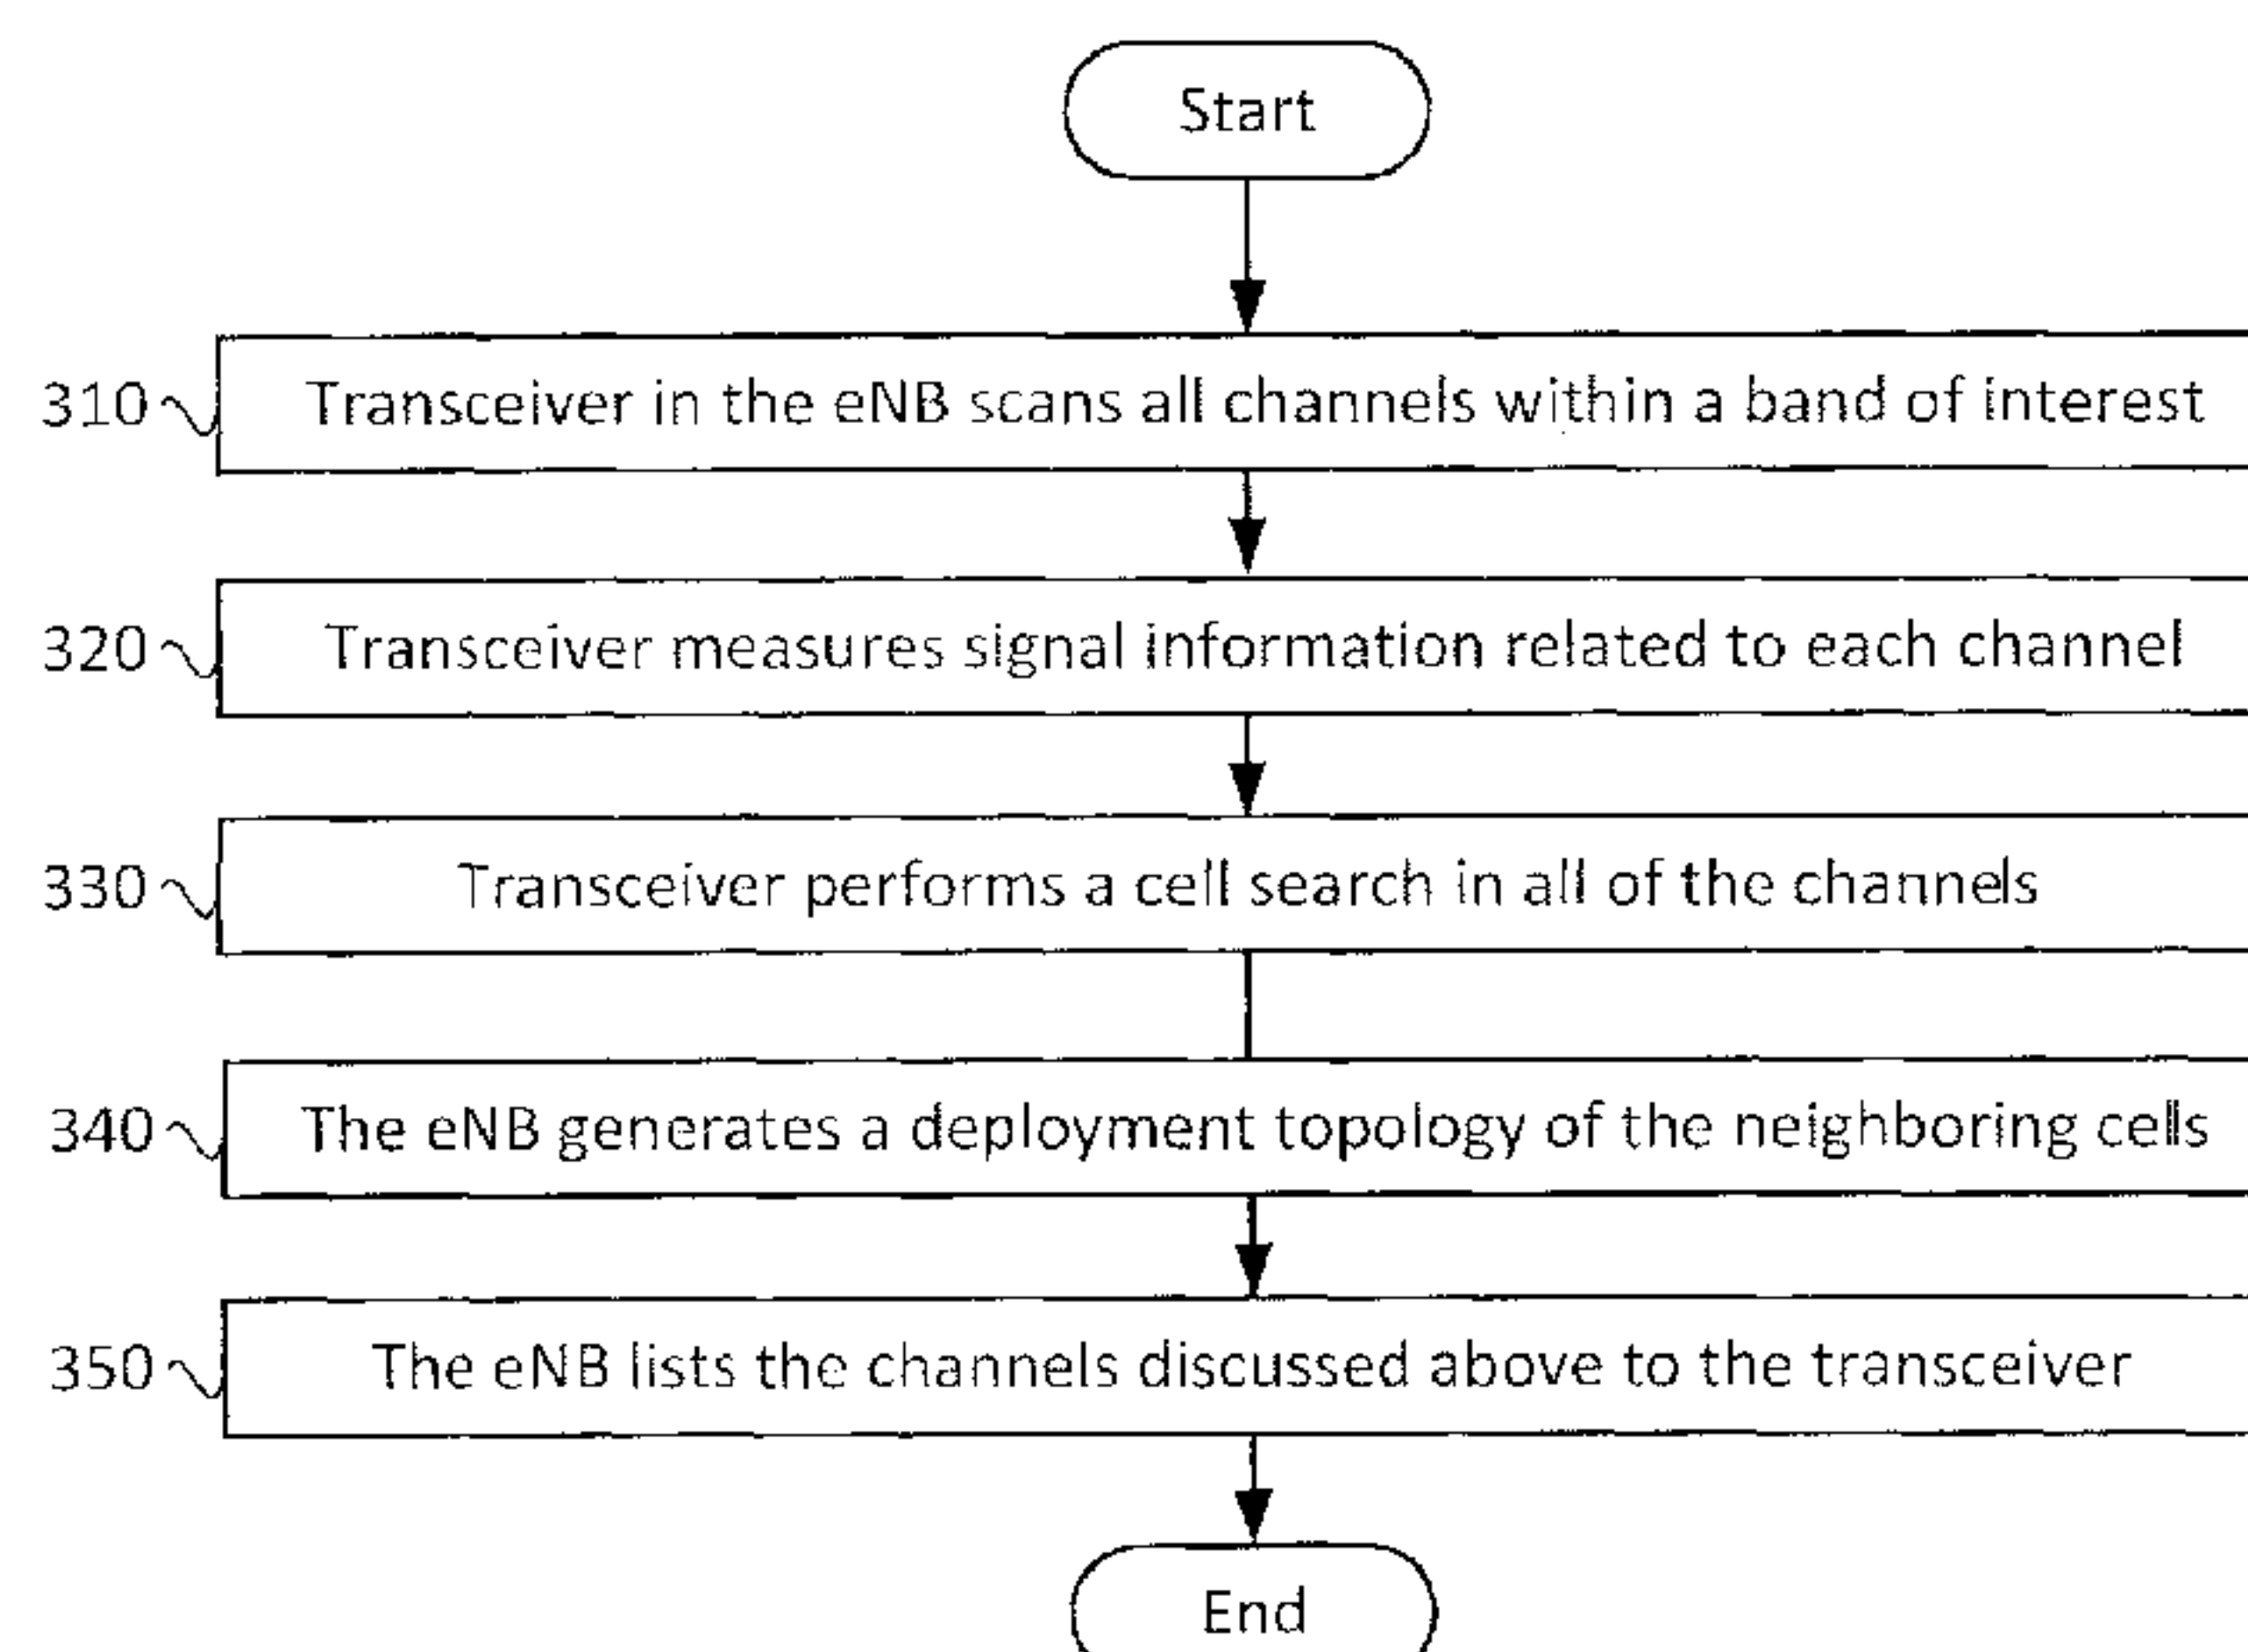 Start
310 Transceiver in the eNB scans all channels within a band of interest
320 Transceiver measures signal information related to each channel
330 Transceiver performs a cell search in all of the channels
340 The eNB generates a deployment topology of the neighboring cells
350 The eNB lists the channels discussed above to the transceiver
End